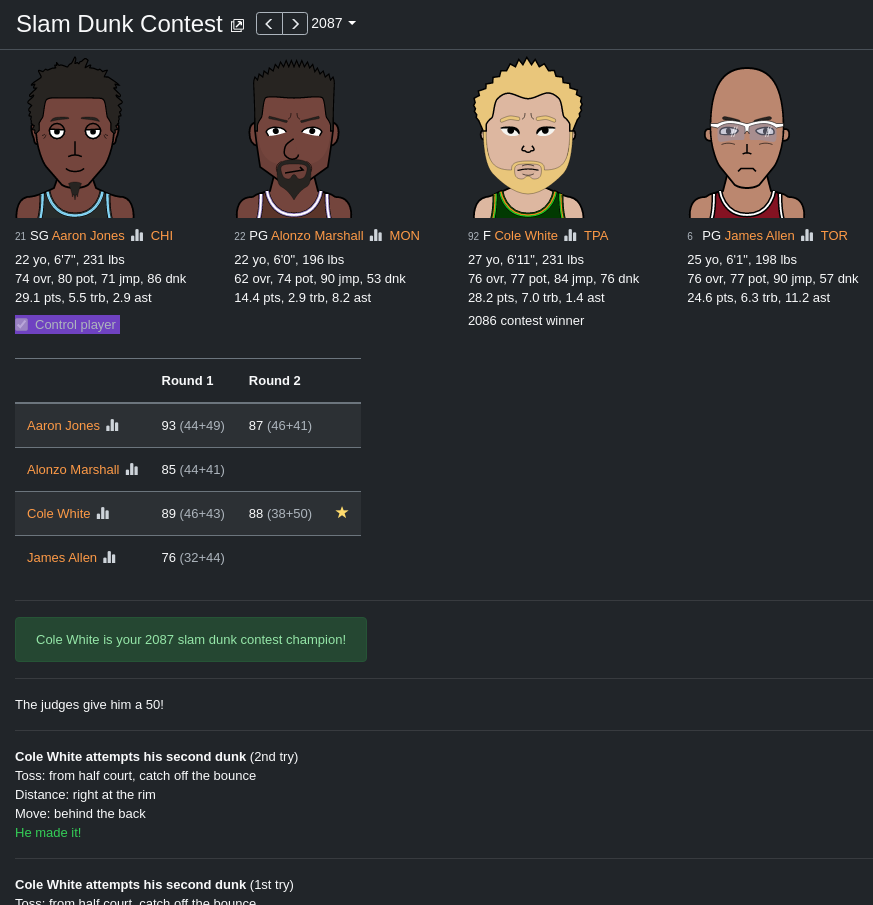 Slam Dunk Contest 2087
21 SG Aaron Jones CHI
22 yo, 6'7", 231 lbs
74 ovr, 80 pot, 71 jmp, 86 dnk
29.1 pts, 5.5 trb, 2.9 ast
Control player
22 PG Alonzo Marshall MON
22 yo, 6'0", 196 lbs
62 ovr, 74 pot, 90 jmp, 53 dnk
14.4 pts, 2.9 trb, 8.2 ast
92 F Cole White TPA
27 yo, 6'11", 231 lbs
76 ovr, 77 pot, 84 jmp, 76 dnk
28.2 pts, 7.0 trb, 1.4 ast
2086 contest winner
6 PG James Allen TOR
25 yo, 6'1", 198 lbs
76 ovr, 77 pot, 90 jmp, 57 dnk
24.6 pts, 6.3 trb, 11.2 ast
Round 1 Round 2
Aaron Jones 93 (44+49) 87 (46+41)
Alonzo Marshall 85 (44+41)
Cole White 89 (46+43) 88 (38+50)
James Allen 76 (32+44)
Cole White is your 2087 slam dunk contest champion!
The judges give him a 50!
Cole White attempts his second dunk (2nd try)
Toss: from half court, catch off the bounce
Distance: right at the rim
Move: behind the back
He made it!
Cole White attempts his second dunk (1st try)
Toss: from half court, catch off the bounce